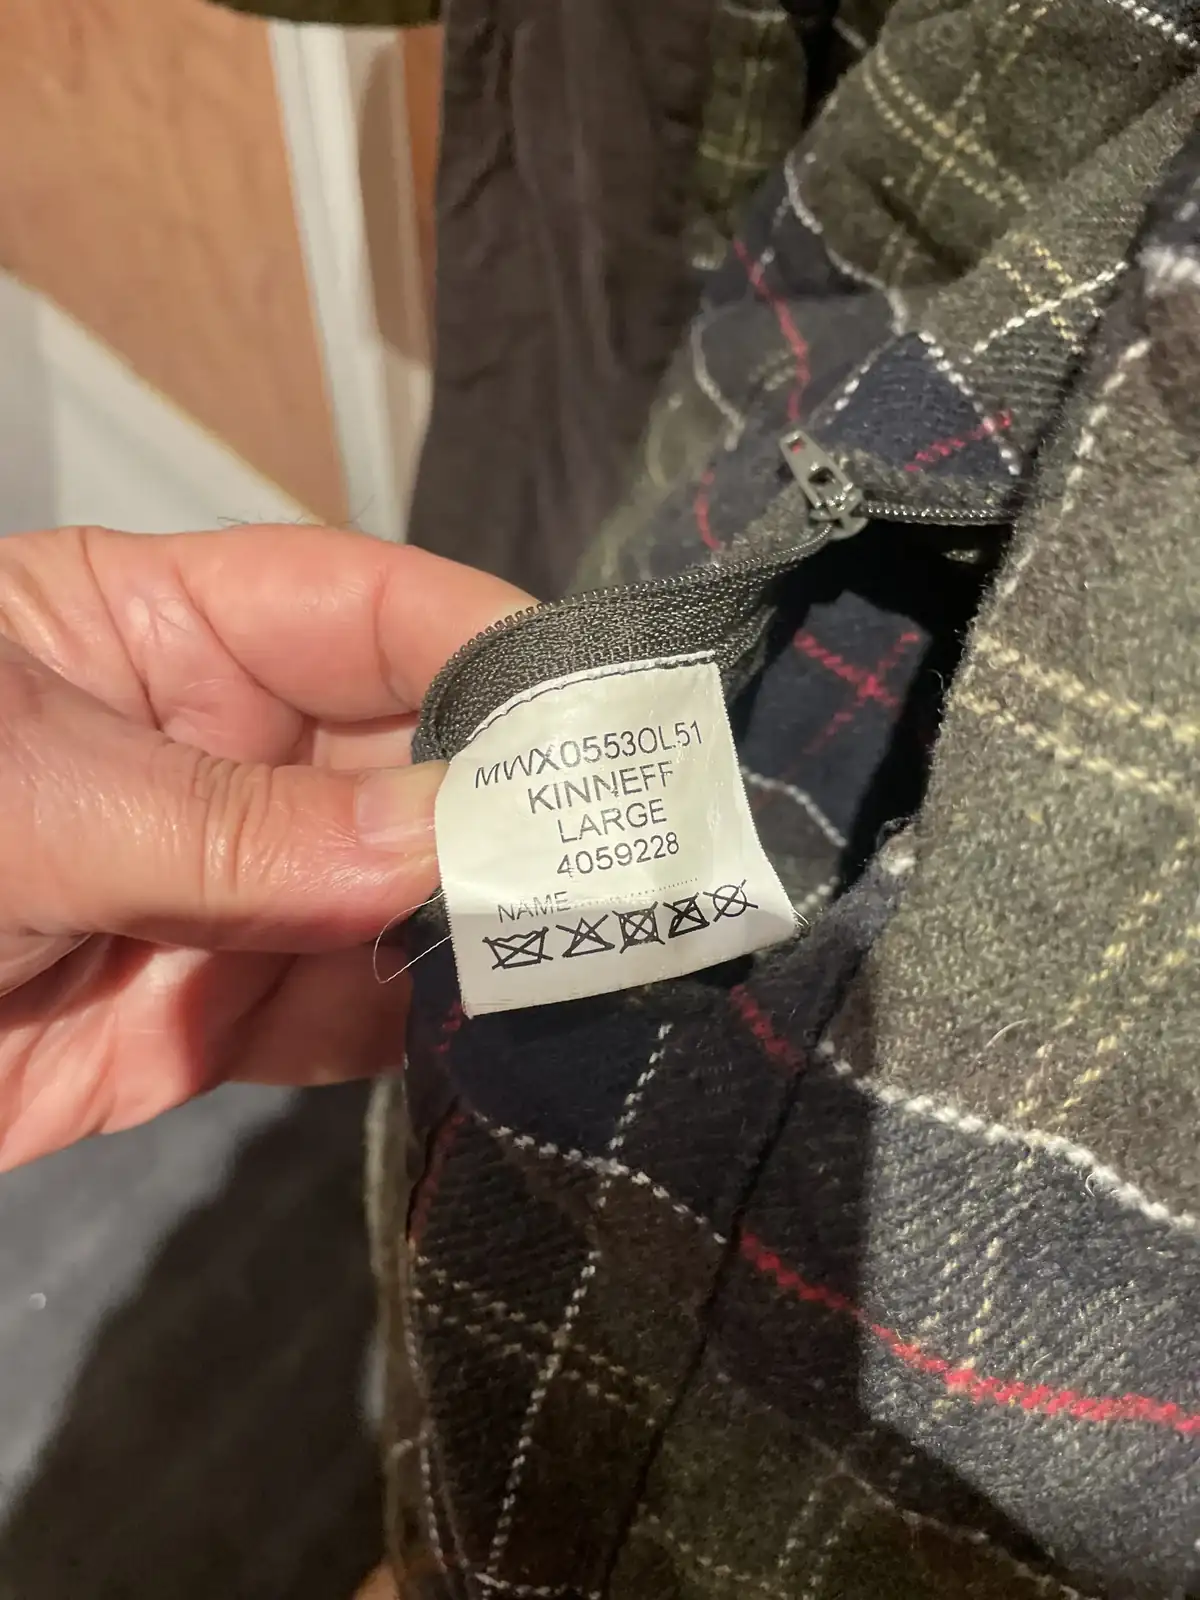 MWX0553OL51
KINNEFF
LARGE
4059228
NAME....................